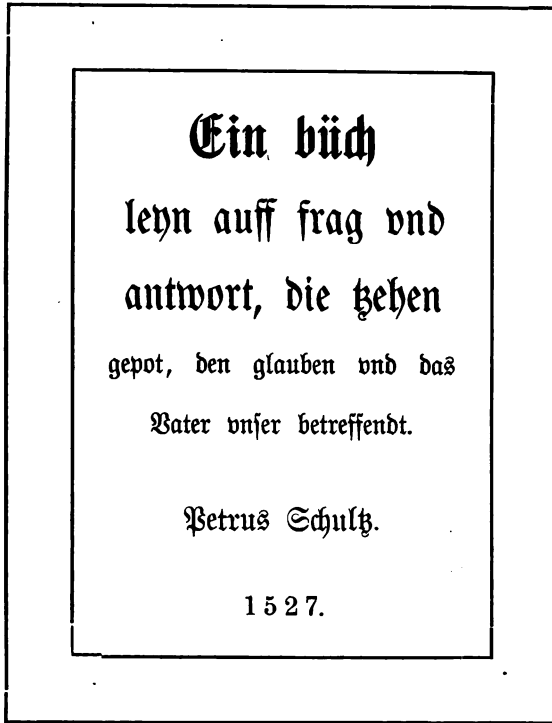 Ein büch
leyn auff frag vnd
antwort, die tzehen
gepot, den glauben vnd das
Vater vnser betreffendt.
Petrus Schultz.
1527.